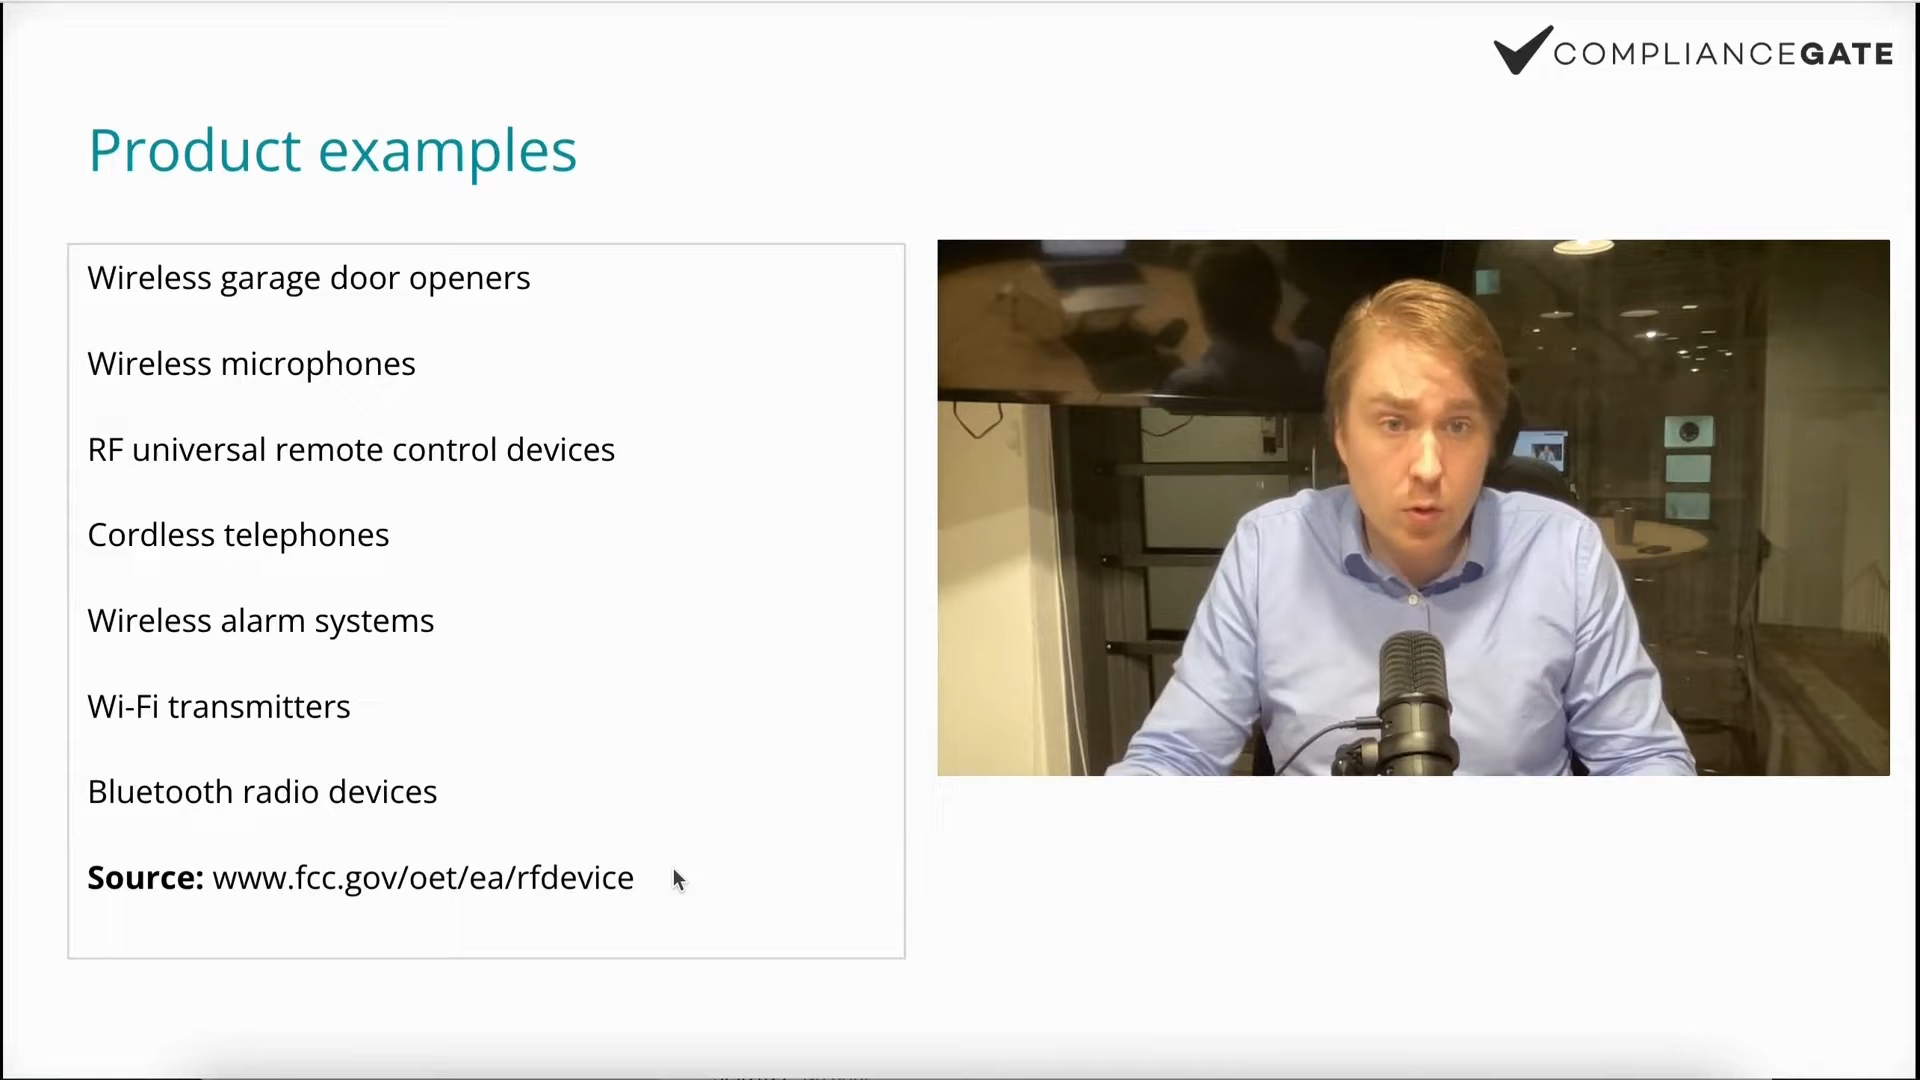 COMPLIANCEGATE
Product examples
Wireless garage door openers
Wireless microphones
RF universal remote control devices
Cordless telephones
Wireless alarm systems
Wi-Fi transmitters
Bluetooth radio devices
Source: www.fcc.gov/oet/ea/rfdevice